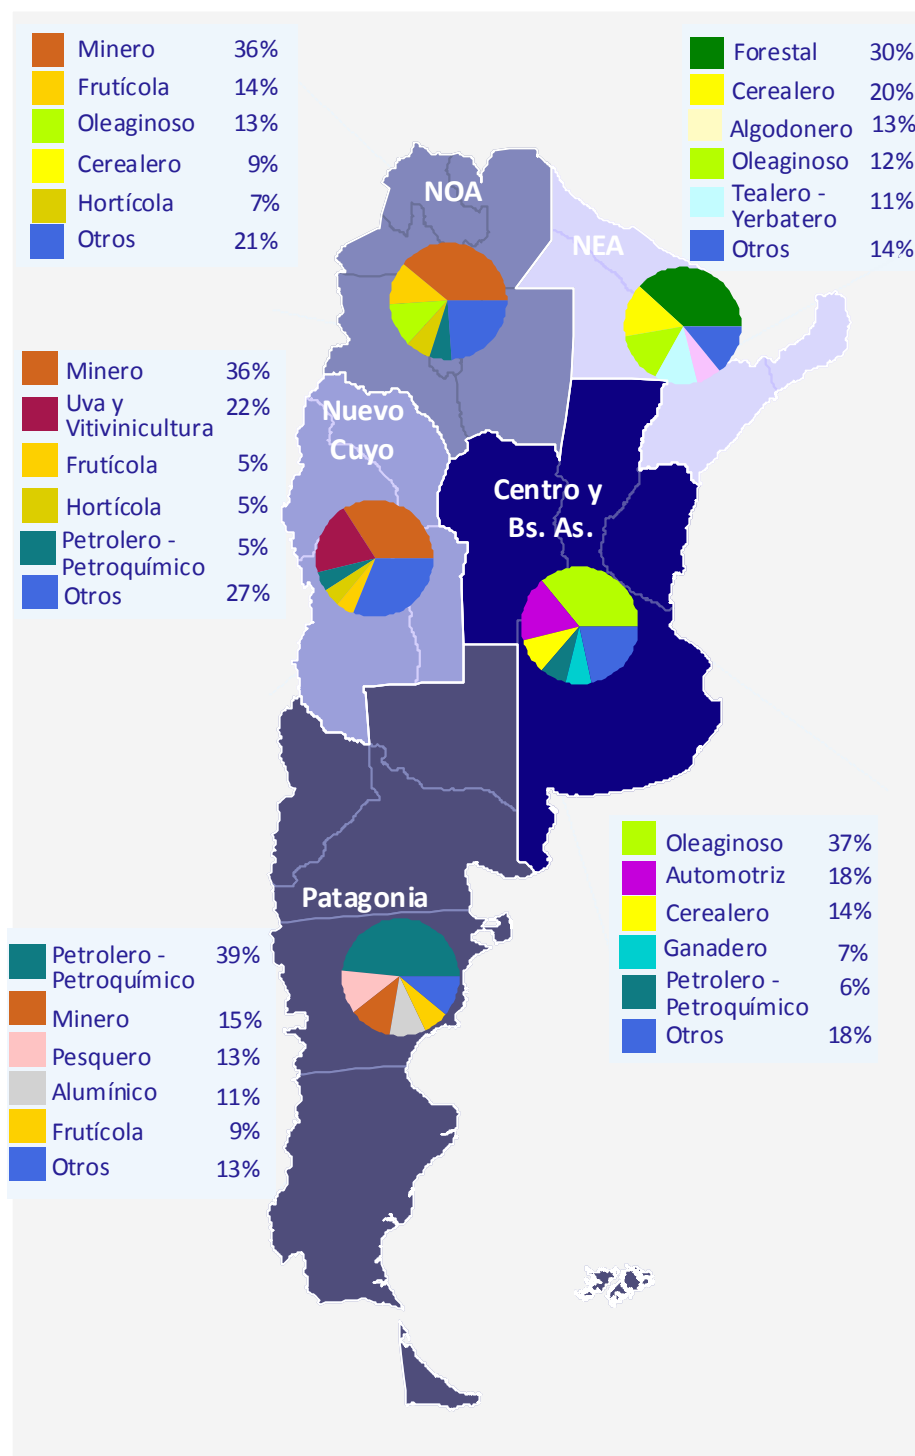 Minero 36%
Frutícola 14%
Oleaginoso 13%
Cerealero 9%
Hortícola 7%
Otros 21%
Forestal 30%
Cerealero 20%
Algodonero 13%
Oleaginoso 12%
Tealero -
Yerbatero 11%
Otros 14%
NOA
NEA
Minero 36%
Uva y
Vitivinicultura 22%
Frutícola 5%
Hortícola 5%
Petrolero -
Petroquímico 5%
Otros 27%
Nuevo
Cuyo
Centro y
Bs. As.
Oleaginoso 37%
Automotriz 18%
Cerealero 14%
Ganadero 7%
Petrolero -
Petroquímico 6%
Otros 18%
Patagonia
Petrolero -
Petroquímico 39%
Minero 15%
Pesquero 13%
Alumínico 11%
Frutícola 9%
Otros 13%